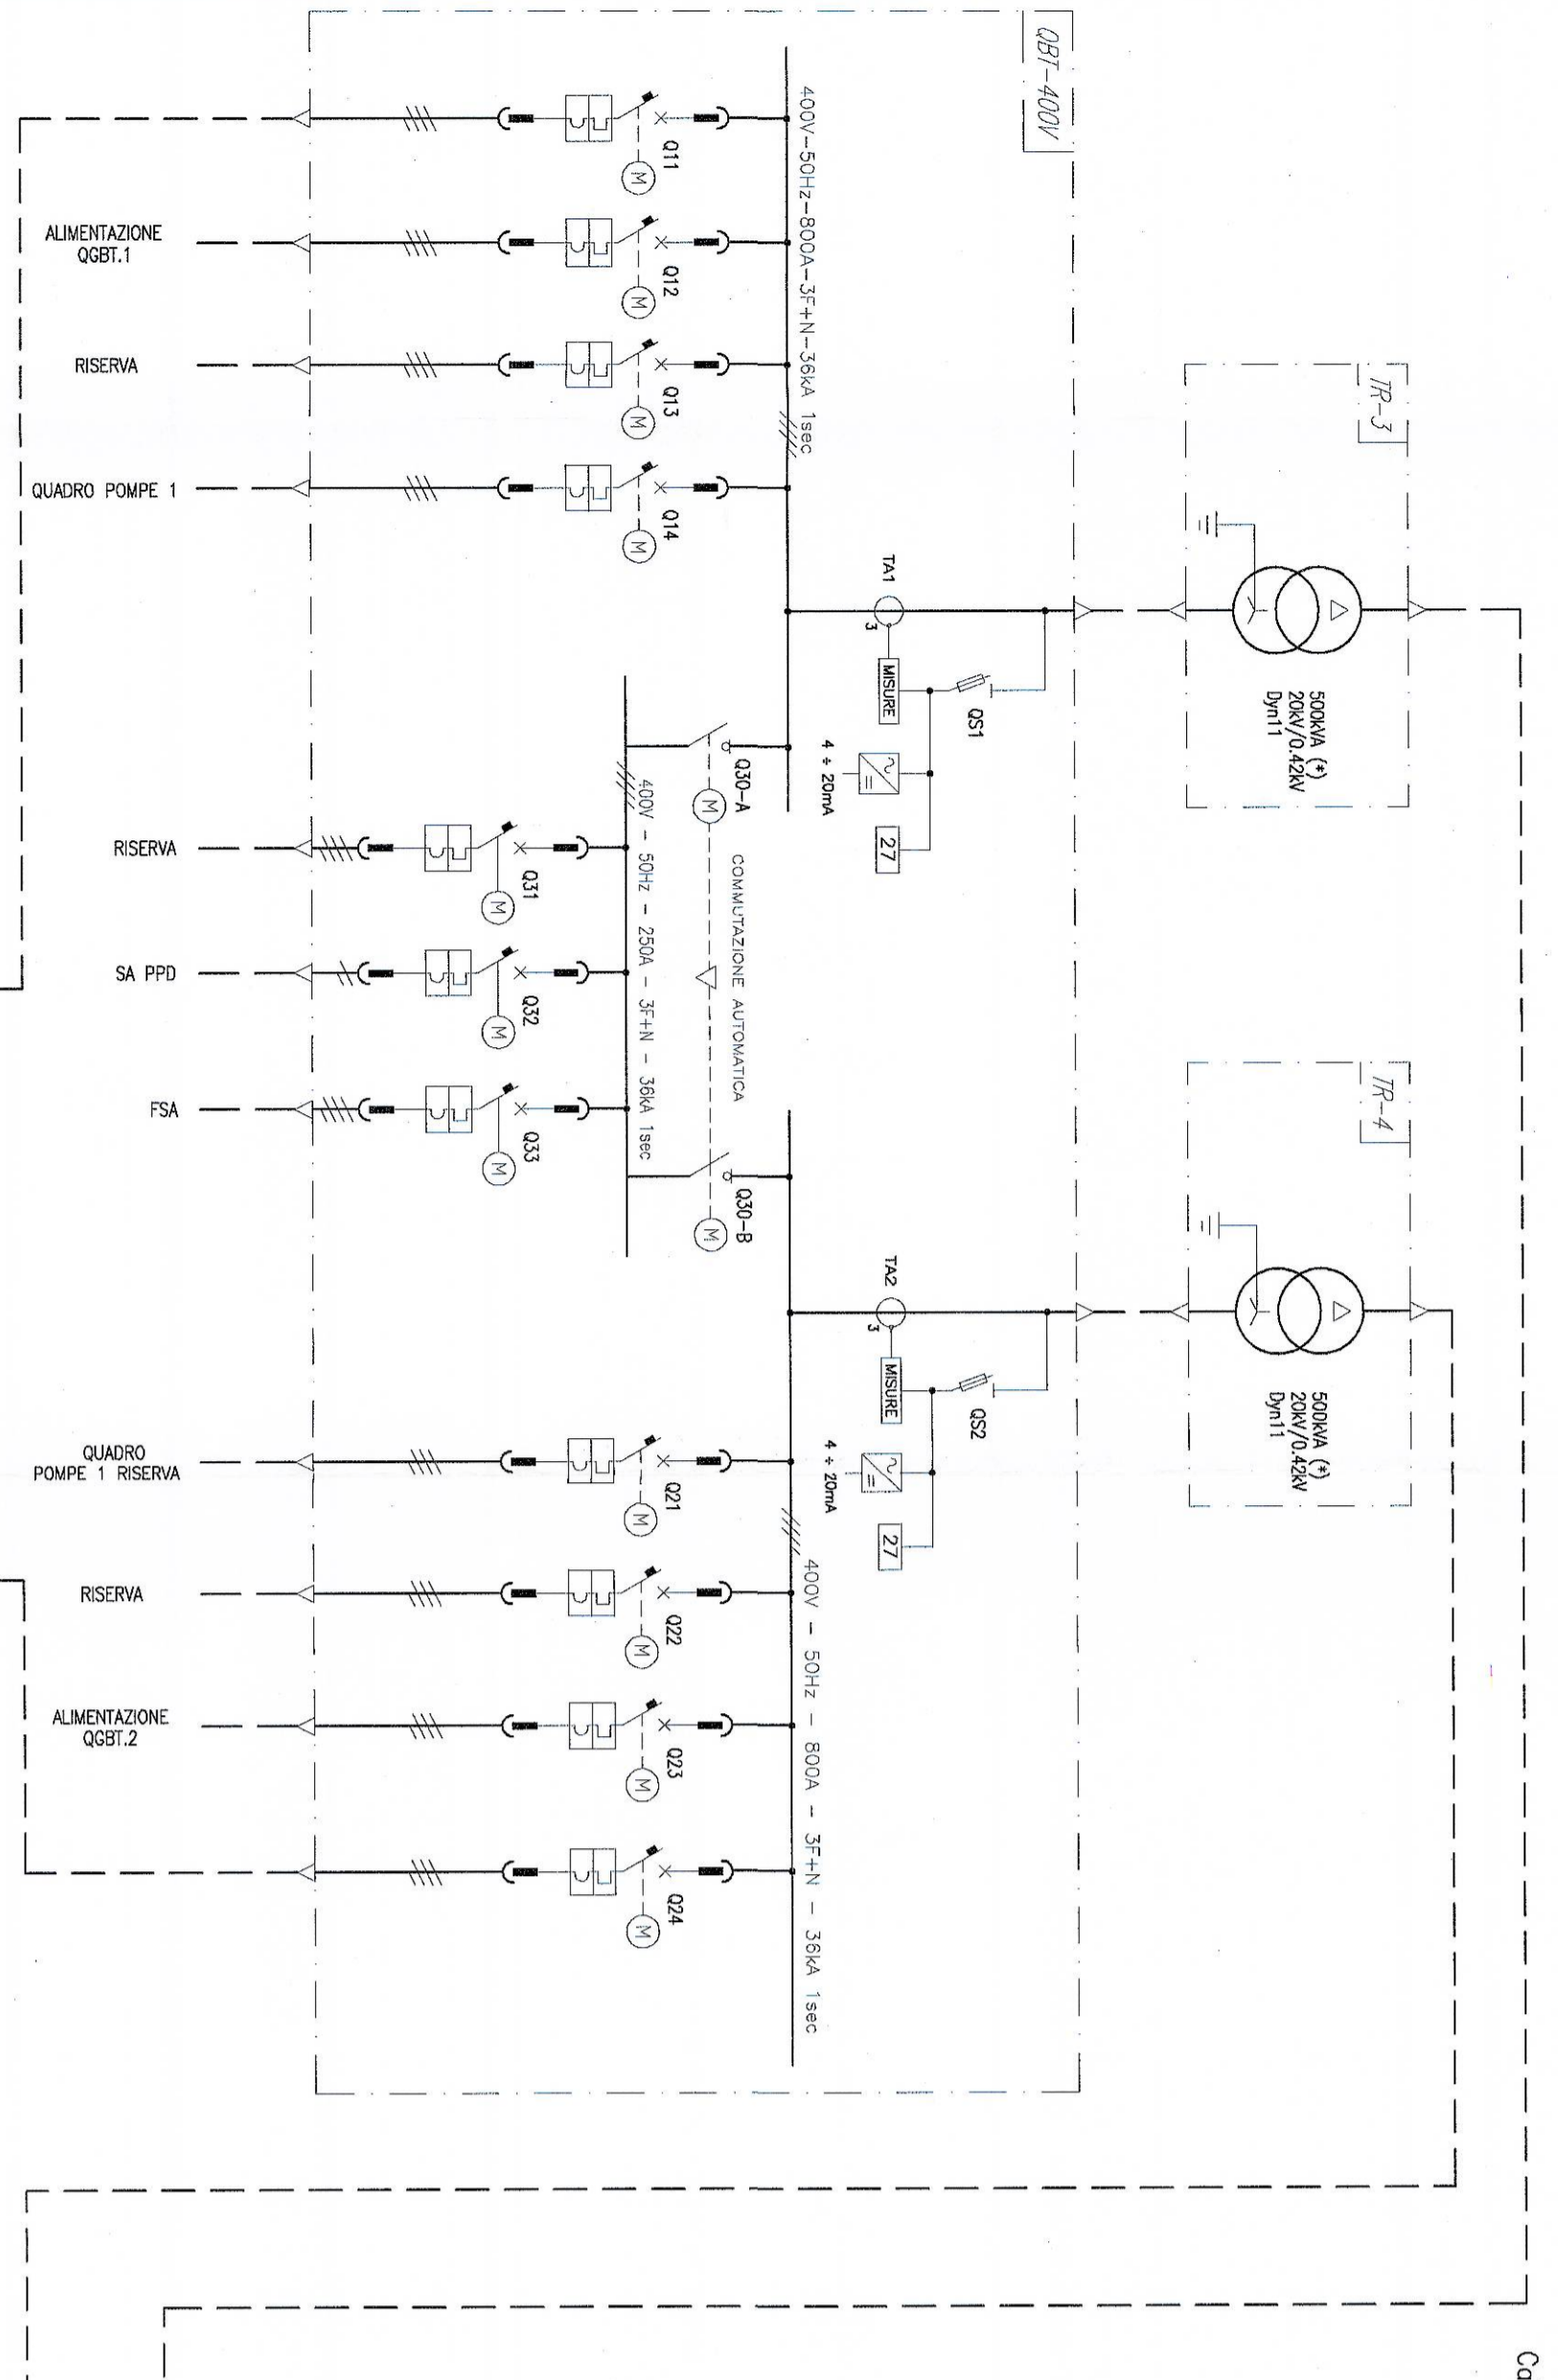 QBT-400V
400V-50Hz-800A-3F+N-36kA 1sec
Q11
M
ALIMENTAZIONE
QGBT.1
Q12
M
RISERVA
Q13
M
QUADRO POMPE 1
Q14
M
TR-3
500kVA (*)
20kV/0.42kV
Dyn11
TA1
3
MISURE
QS1
4 ÷ 20mA
27
Q30-A
M
COMMUTAZIONE AUTOMATICA
400V - 50Hz - 250A - 3F+N - 36kA 1sec
RISERVA
Q31
M
SA PPD
Q32
M
FSA
Q33
M
Q30-B
M
TR-4
500kVA (*)
20kV/0.42kV
Dyn11
TA2
3
MISURE
QS2
4 ÷ 20mA
27
400V - 50Hz - 800A - 3F+N - 36kA 1sec
QUADRO
POMPE 1 RISERVA
Q21
M
RISERVA
Q22
M
ALIMENTAZIONE
QGBT.2
Q23
M
Q24
M